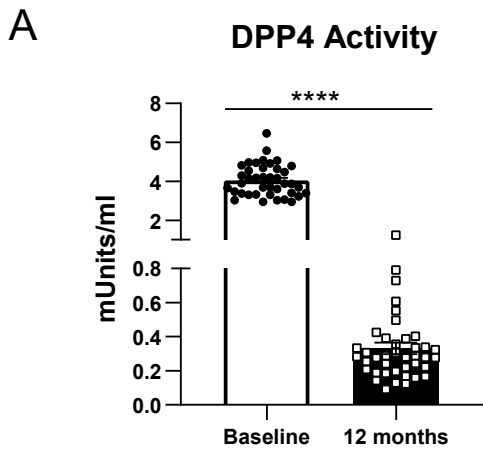 A
DPP4 Activity
****
8
6
4
2
0.8
0.6
0.4
0.2
0.0
mUnits/ml
Baseline
12 months